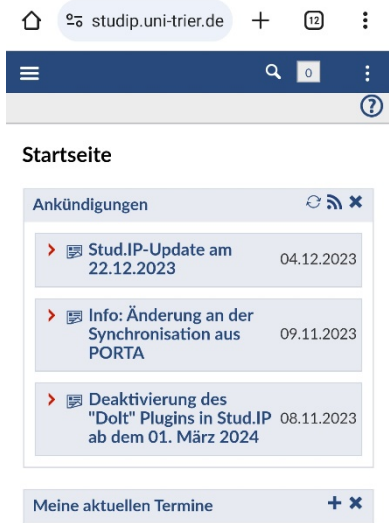 studip.uni-trier.de
12
0
Startseite
Ankündigungen
Stud.IP-Update am
22.12.2023
04.12.2023
Info: Änderung an der
Synchronisation aus
PORTA
09.11.2023
Deaktivierung des
"DoIt" Plugins in Stud.IP
ab dem 01. März 2024
08.11.2023
Meine aktuellen Termine